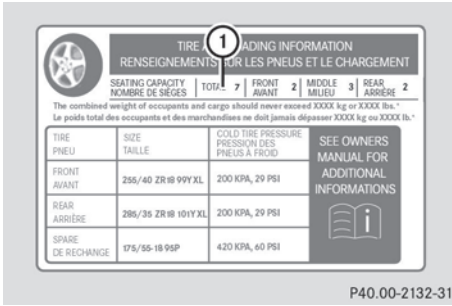 TIRE A ADING INFORMATION
1
RENSEIGNEMENTS SUR LES PNEUS ET LE CHARGEMENT
SEATING CAPACITY TOTAL 7 FRONT 2 MIDDLE 3 REAR 2
NOMBRE DE SIÈGES AVANT MILIEU ARRIÈRE
The combined weight of occupants and cargo should never exceed XXXX kg or XXXX lbs.*
Le poids total des occupants et des marchandises ne doit jamais dépasser XXXX kg ou XXXX lb.*
TIRE SIZE COLD TIRE PRESSURE SEE OWNERS
PNEU TAILLE PRESSION DES MANUAL FOR
PNEUS À FROID ADDITIONAL
FRONT 255/40 ZR18 99Y XL 200 KPA, 29 PSI INFORMATIONS
AVANT
REAR 285/35 ZR18 101Y XL 200 KPA, 29 PSI
ARRIÈRE
SPARE 175/55-18 95P 420 KPA, 60 PSI
DE RECHANGE
i
P40.00-2132-31